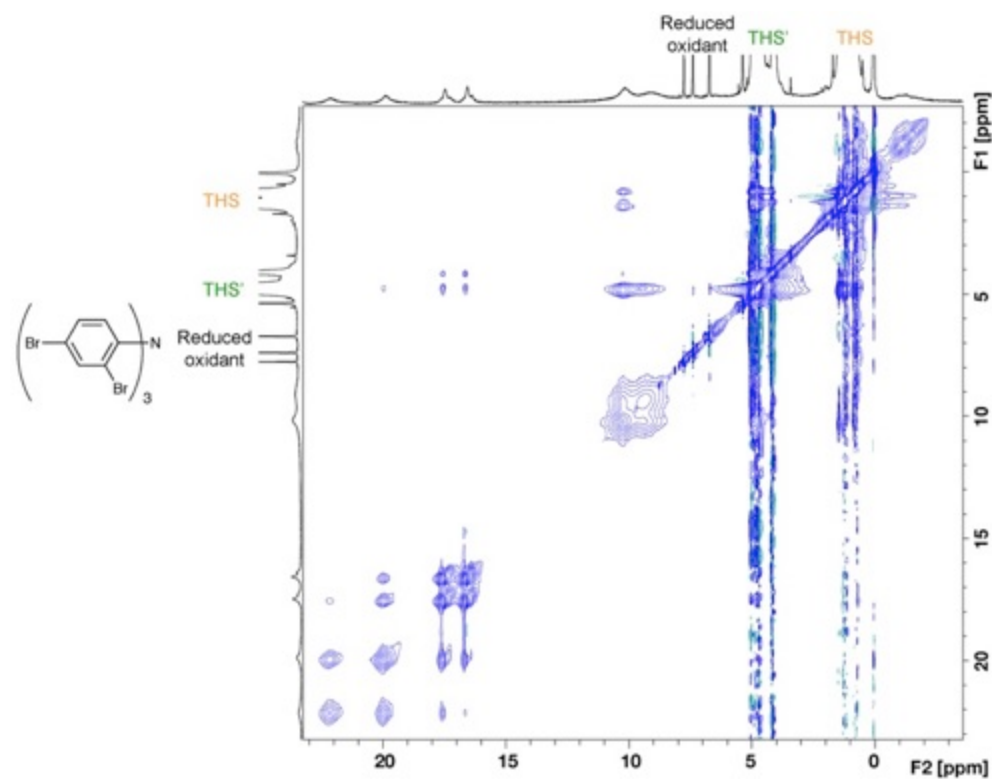 Reduced
oxidant
THS'
THS
F1 [ppm]
THS
THS'
Reduced
oxidant
Br
N
Br
3
5
10
15
20
20
15
10
5
0
F2 [ppm]